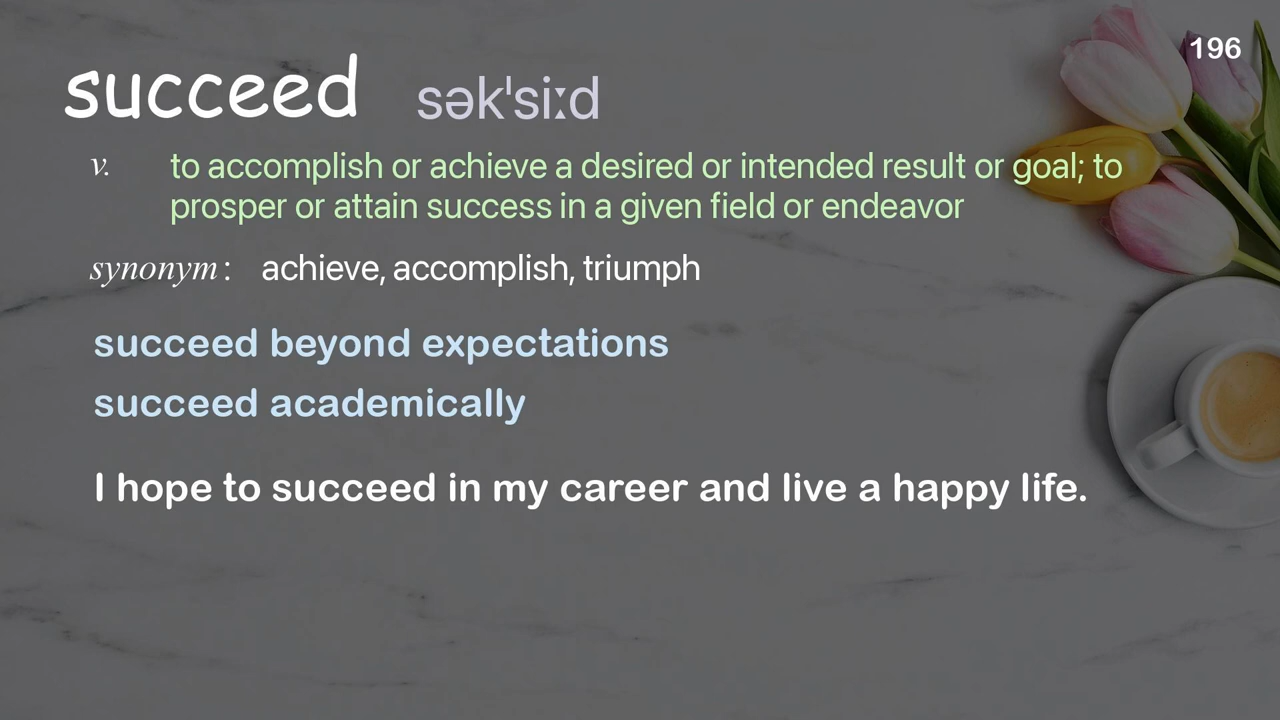 196
succeed səkˈsiːd
v. to accomplish or achieve a desired or intended result or goal; to
prosper or attain success in a given field or endeavor
synonym: achieve, accomplish, triumph
succeed beyond expectations
succeed academically
I hope to succeed in my career and live a happy life.